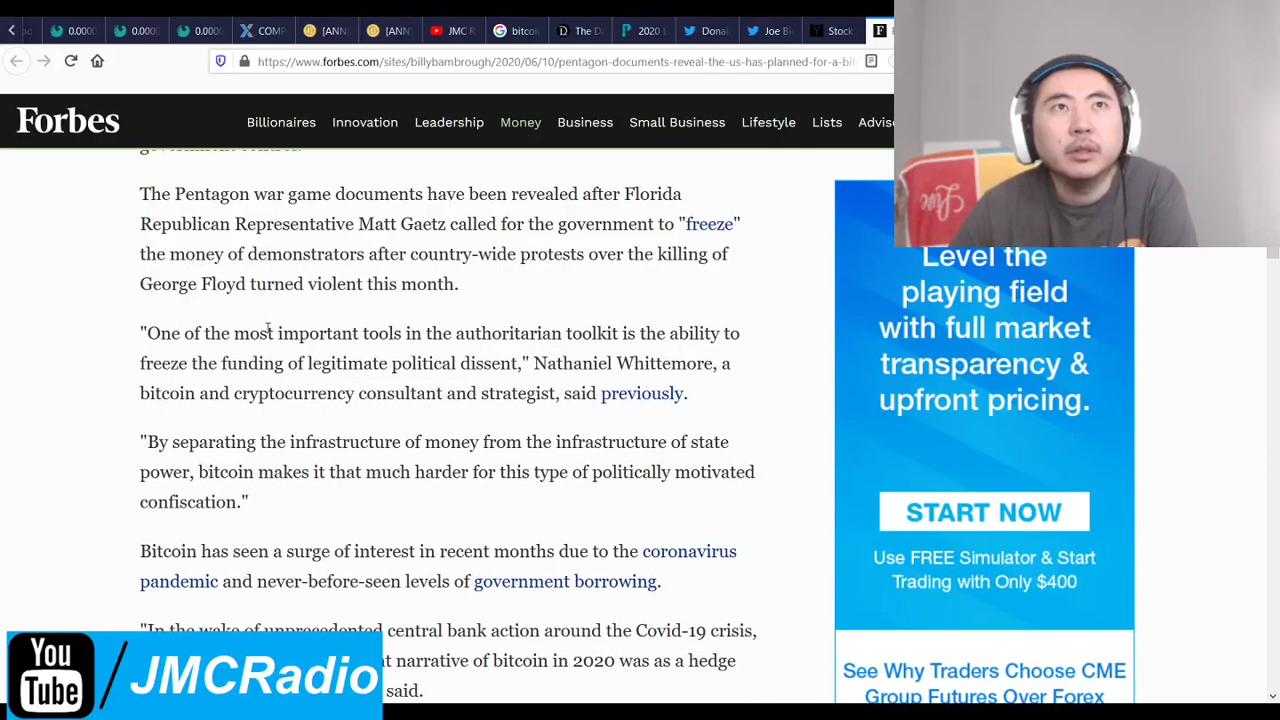 0.0000 0.0000 0.0000 COMP [ANN [ANN JMC R bitcoi The D 2020 Donal Joe Bi Stock F
https://www.forbes.com/sites/billybambrough/2020/06/10/pentagon-documents-reveal-the-us-has-planned-for-a-bi
Forbes Billionaires Innovation Leadership Money Business Small Business Lifestyle Lists Advis
government control.
The Pentagon war game documents have been revealed after Florida
Republican Representative Matt Gaetz called for the government to "freeze"
the money of demonstrators after country-wide protests over the killing of
George Floyd turned violent this month.
"One of the most important tools in the authoritarian toolkit is the ability to
freeze the funding of legitimate political dissent," Nathaniel Whittemore, a
bitcoin and cryptocurrency consultant and strategist, said previously.
"By separating the infrastructure of money from the infrastructure of state
power, bitcoin makes it that much harder for this type of politically motivated
confiscation."
Bitcoin has seen a surge of interest in recent months due to the coronavirus
pandemic and never-before-seen levels of government borrowing.
"In the wake of unprecedented central bank action around the Covid-19 crisis,
t narrative of bitcoin in 2020 was as a hedge
said.
Level the
playing field
with full market
transparency &
upfront pricing.
START NOW
Use FREE Simulator & Start
Trading with Only $400
See Why Traders Choose CME
Group Futures Over Forex
You
Tube
/JMCRadio